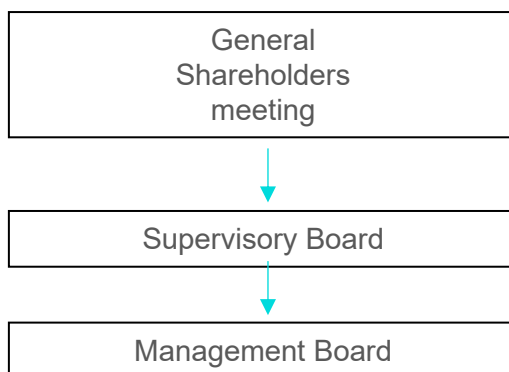 General
Shareholders
meeting
Supervisory Board
Management Board